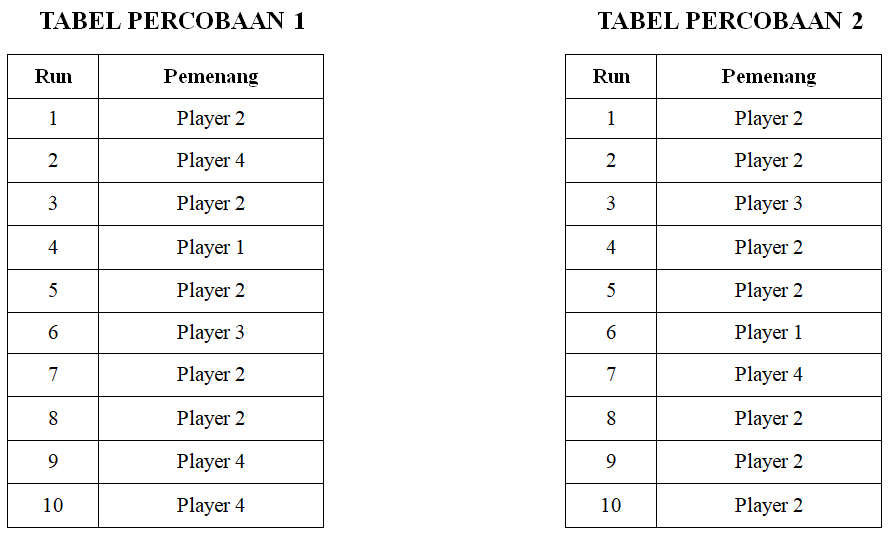 TABEL PERCOBAAN 1
Run Pemenang
1 Player 2
2 Player 4
3 Player 2
4 Player 1
5 Player 2
6 Player 3
7 Player 2
8 Player 2
9 Player 4
10 Player 4
TABEL PERCOBAAN 2
Run Pemenang
1 Player 2
2 Player 2
3 Player 3
4 Player 2
5 Player 2
6 Player 1
7 Player 4
8 Player 2
9 Player 2
10 Player 2